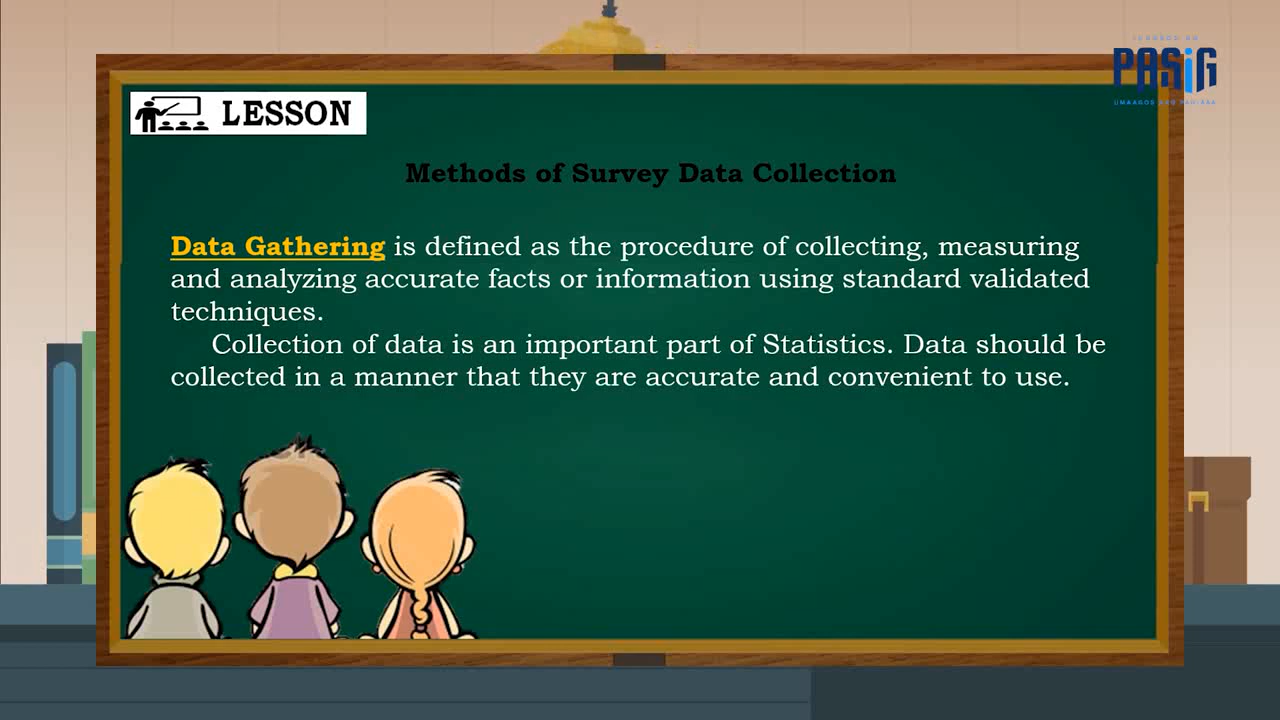 PASiG
LESSON
Methods of Survey Data Collection
Data Gathering is defined as the procedure of collecting, measuring
and analyzing accurate facts or information using standard validated
techniques.
Collection of data is an important part of Statistics. Data should be
collected in a manner that they are accurate and convenient to use.